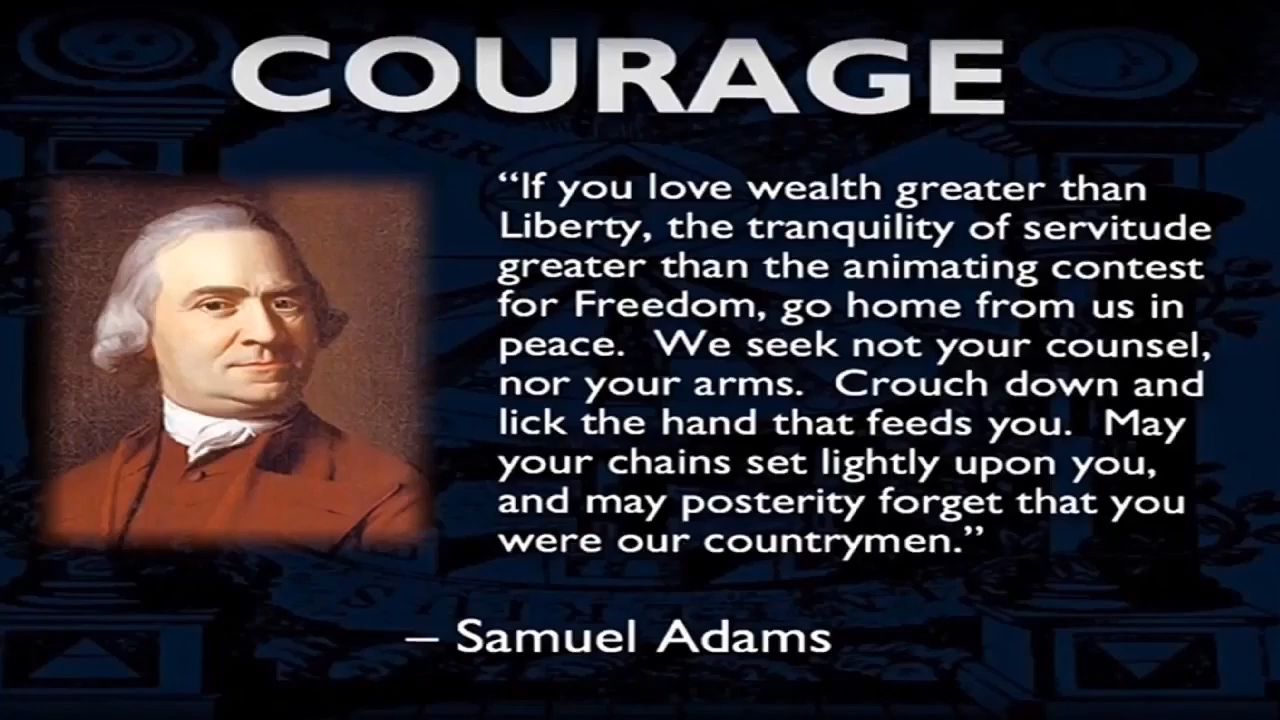 COURAGE
“If you love wealth greater than
Liberty, the tranquility of servitude
greater than the animating contest
for Freedom, go home from us in
peace. We seek not your counsel,
nor your arms. Crouch down and
lick the hand that feeds you. May
your chains set lightly upon you,
and may posterity forget that you
were our countrymen.”
– Samuel Adams